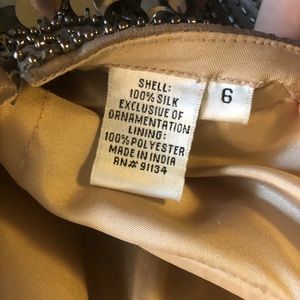 SHELL:
100% SILK
EXCLUSIVE OF
ORNAMENTATION
LINING:
100% POLYESTER
MADE IN INDIA
RN# 91134
6